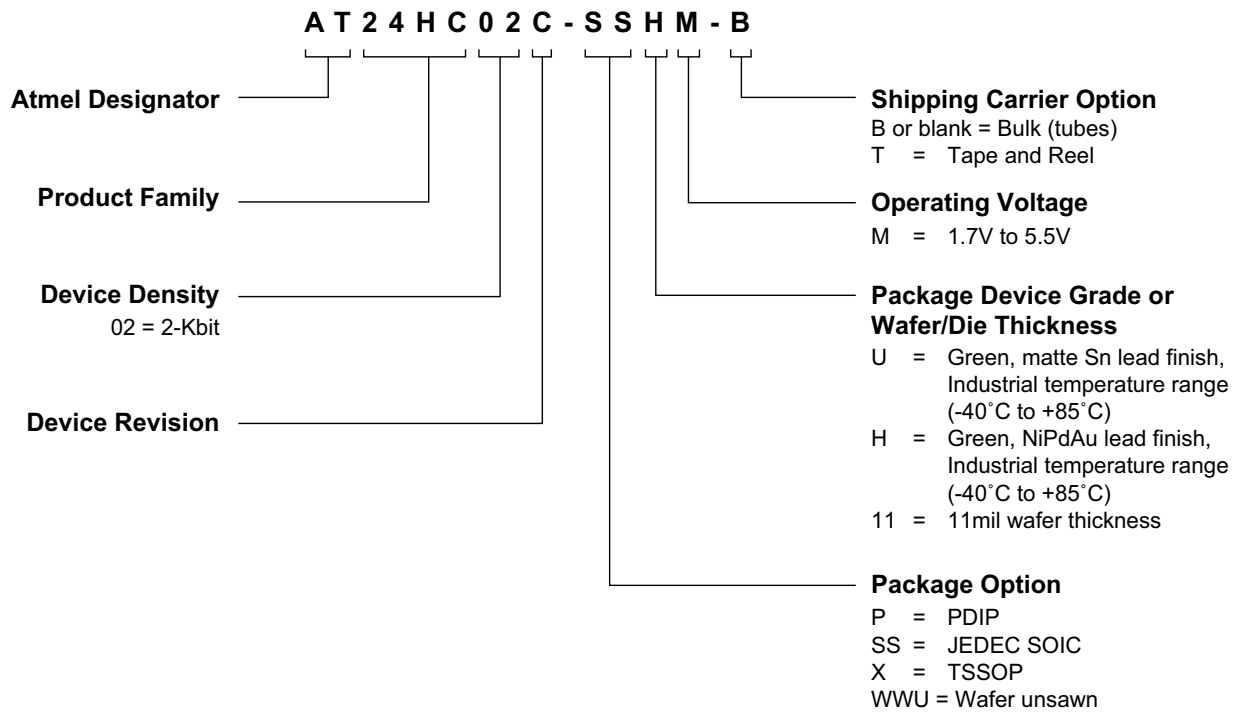 A T 2 4 H C 0 2 C - S S H M - B
Atmel Designator
Product Family
Device Density
02 = 2-Kbit
Device Revision
Shipping Carrier Option
B or blank = Bulk (tubes)
T = Tape and Reel
Operating Voltage
M = 1.7V to 5.5V
Package Device Grade or
Wafer/Die Thickness
U = Green, matte Sn lead finish,
Industrial temperature range
(-40˚C to +85˚C)
H = Green, NiPdAu lead finish,
Industrial temperature range
(-40˚C to +85˚C)
11 = 11mil wafer thickness
Package Option
P = PDIP
SS = JEDEC SOIC
X = TSSOP
WWU = Wafer unsawn